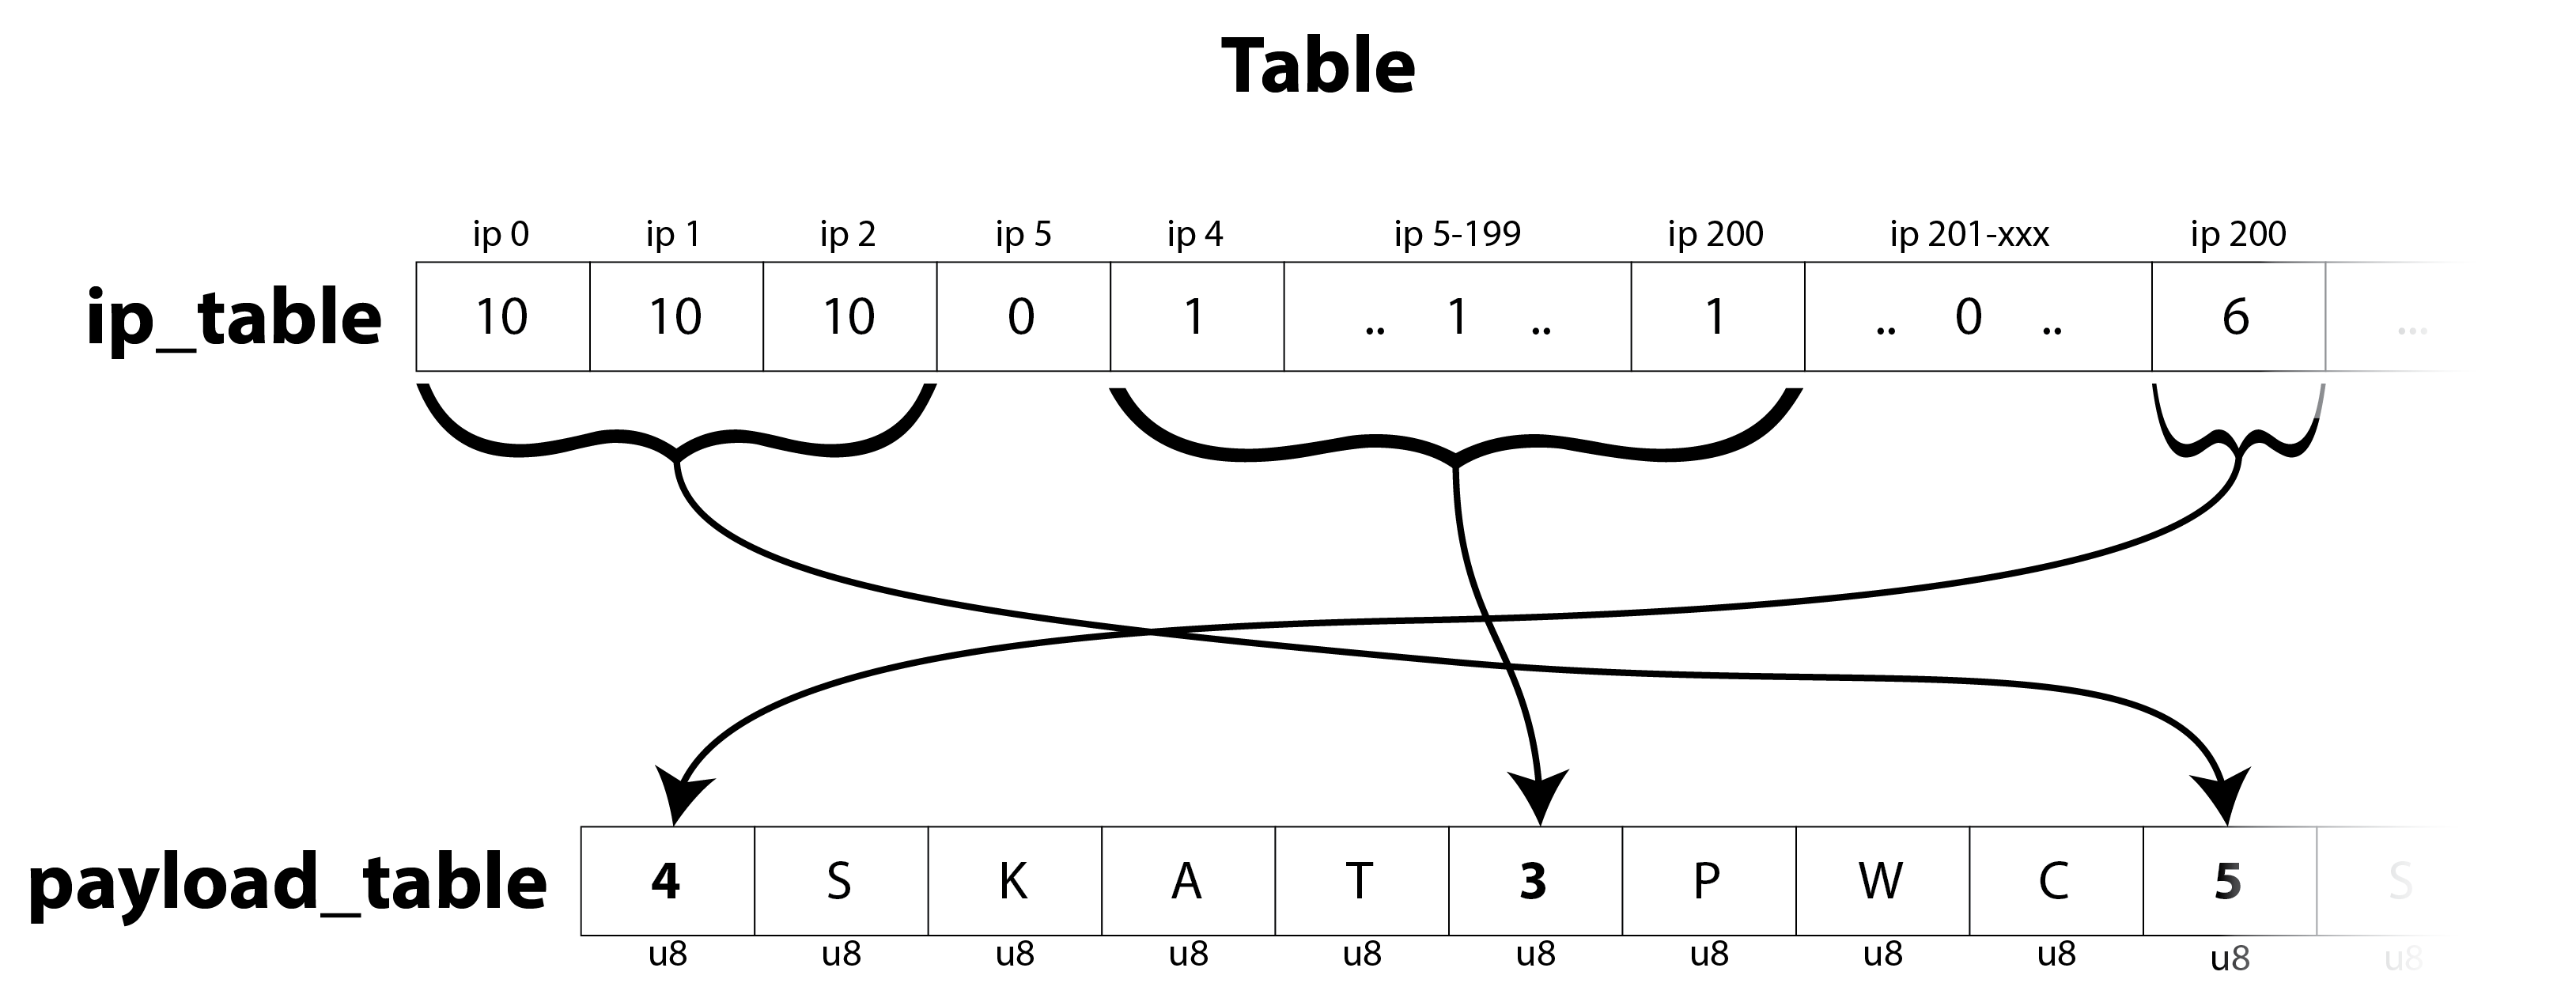 Table
ip 0 ip 1 ip 2 ip 5 ip 4 ip 5-199 ip 200 ip 201-xxx ip 200
ip_table 10 10 10 0 1 .. 1 .. 1 .. 0 .. 6 ...
payload_table 4 S K A T 3 P W C 5 S
u8 u8 u8 u8 u8 u8 u8 u8 u8 u8 u8